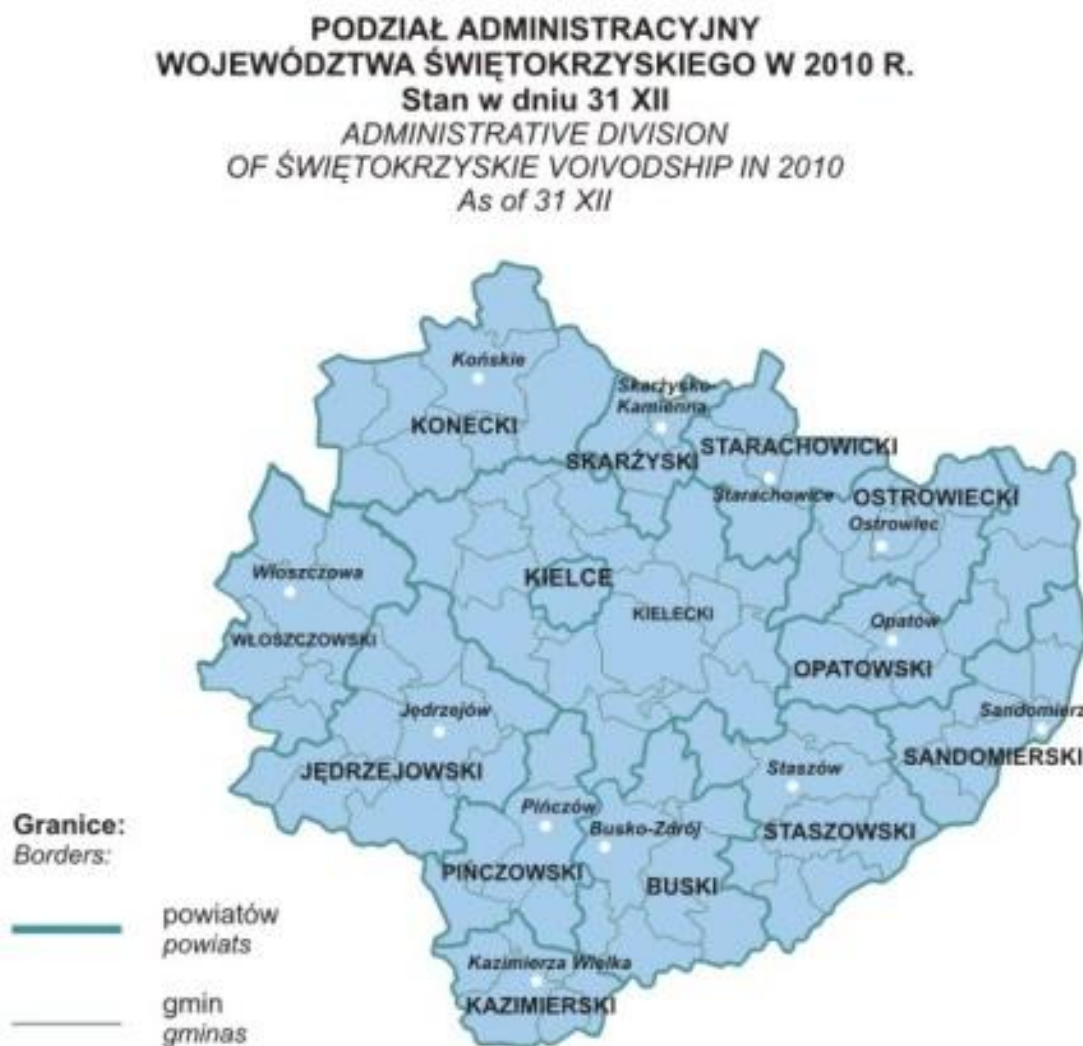 PODZIAŁ ADMINISTRACYJNY
WOJEWÓDZTWA ŚWIĘTOKRZYSKIEGO W 2010 R.
Stan w dniu 31 XII
ADMINISTRATIVE DIVISION
OF ŚWIĘTOKRZYSKIE VOIVODSHIP IN 2010
As of 31 XII
Końskie
KONECKI
Skarżysko-
Kamienna
SKARŻYSKI
STARACHOWICKI
Starachowice
OSTROWIECKI
Ostrowiec
Włoszczowa
WŁOSZCZOWSKI
KIELCE
KIELECKI
Opatów
OPATOWSKI
Jędrzejów
JĘDRZEJOWSKI
Sandomierz
SANDOMIERSKI
Staszów
STASZOWSKI
Pińczów
PIŃCZOWSKI
Busko-Zdrój
BUSKI
Kazimierza Wielka
KAZIMIERSKI
Granice:
Borders:
powiatów
powiats
gmin
gminas